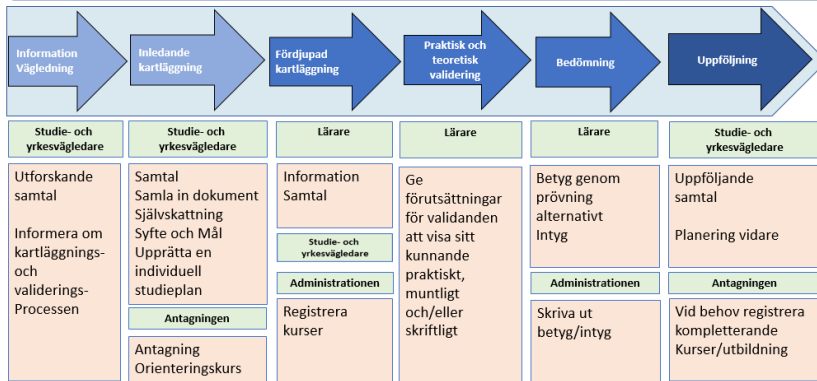 Information
Vägledning
Inledande
kartläggning
Fördjupad
kartläggning
Praktisk och
teoretisk
validering
Bedömning
Uppföljning
Studie- och
yrkesvägledare
Utforskande
samtal
Informera om
kartläggnings-
och
validerings-
Processen
Studie- och
yrkesvägledare
Samtal
Samla in dokument
Självskattning
Syfte och Mål
Upprätta en
individuell
studieplan
Antagningen
Antagning
Orienteringskurs
Lärare
Information
Samtal
Studie- och
yrkesvägledare
Administrationen
Registrera
kurser
Lärare
Ge
förutsättningar
för validanden
att visa sitt
kunnande
praktiskt,
muntligt
och/eller
skriftligt
Lärare
Betyg genom
prövning
alternativt
Intyg
Administrationen
Skriva ut
betyg/intyg
Studie- och
yrkesvägledare
Uppföljande
samtal
Planering vidare
Antagningen
Vid behov registrera
kompletterande
Kurser/utbildning